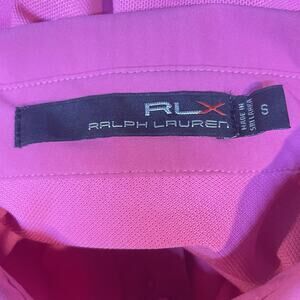 RLX
RALPH LAUREN
S
MADE IN
SRI LANKA